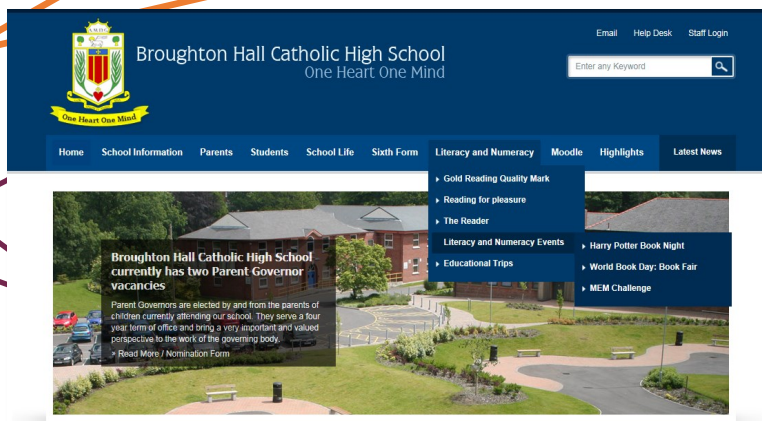 Email Help Desk Staff Login
A.M.D.G.
Broughton Hall Catholic High School
One Heart One Mind
Enter any Keyword
One Heart One Mind
Home School Information Parents Students School Life Sixth Form Literacy and Numeracy Moodle Highlights Latest News
Gold Reading Quality Mark
Reading for pleasure
The Reader
Literacy and Numeracy Events
Educational Trips
Harry Potter Book Night
World Book Day: Book Fair
MEM Challenge
Broughton Hall Catholic High School
currently has two Parent Governor
vacancies
Parent Governors are elected by and from the parents of
children currently attending our school. They serve a four
year term of office and bring a very important and valued
perspective to the work of the governing body.
» Read More / Nomination Form